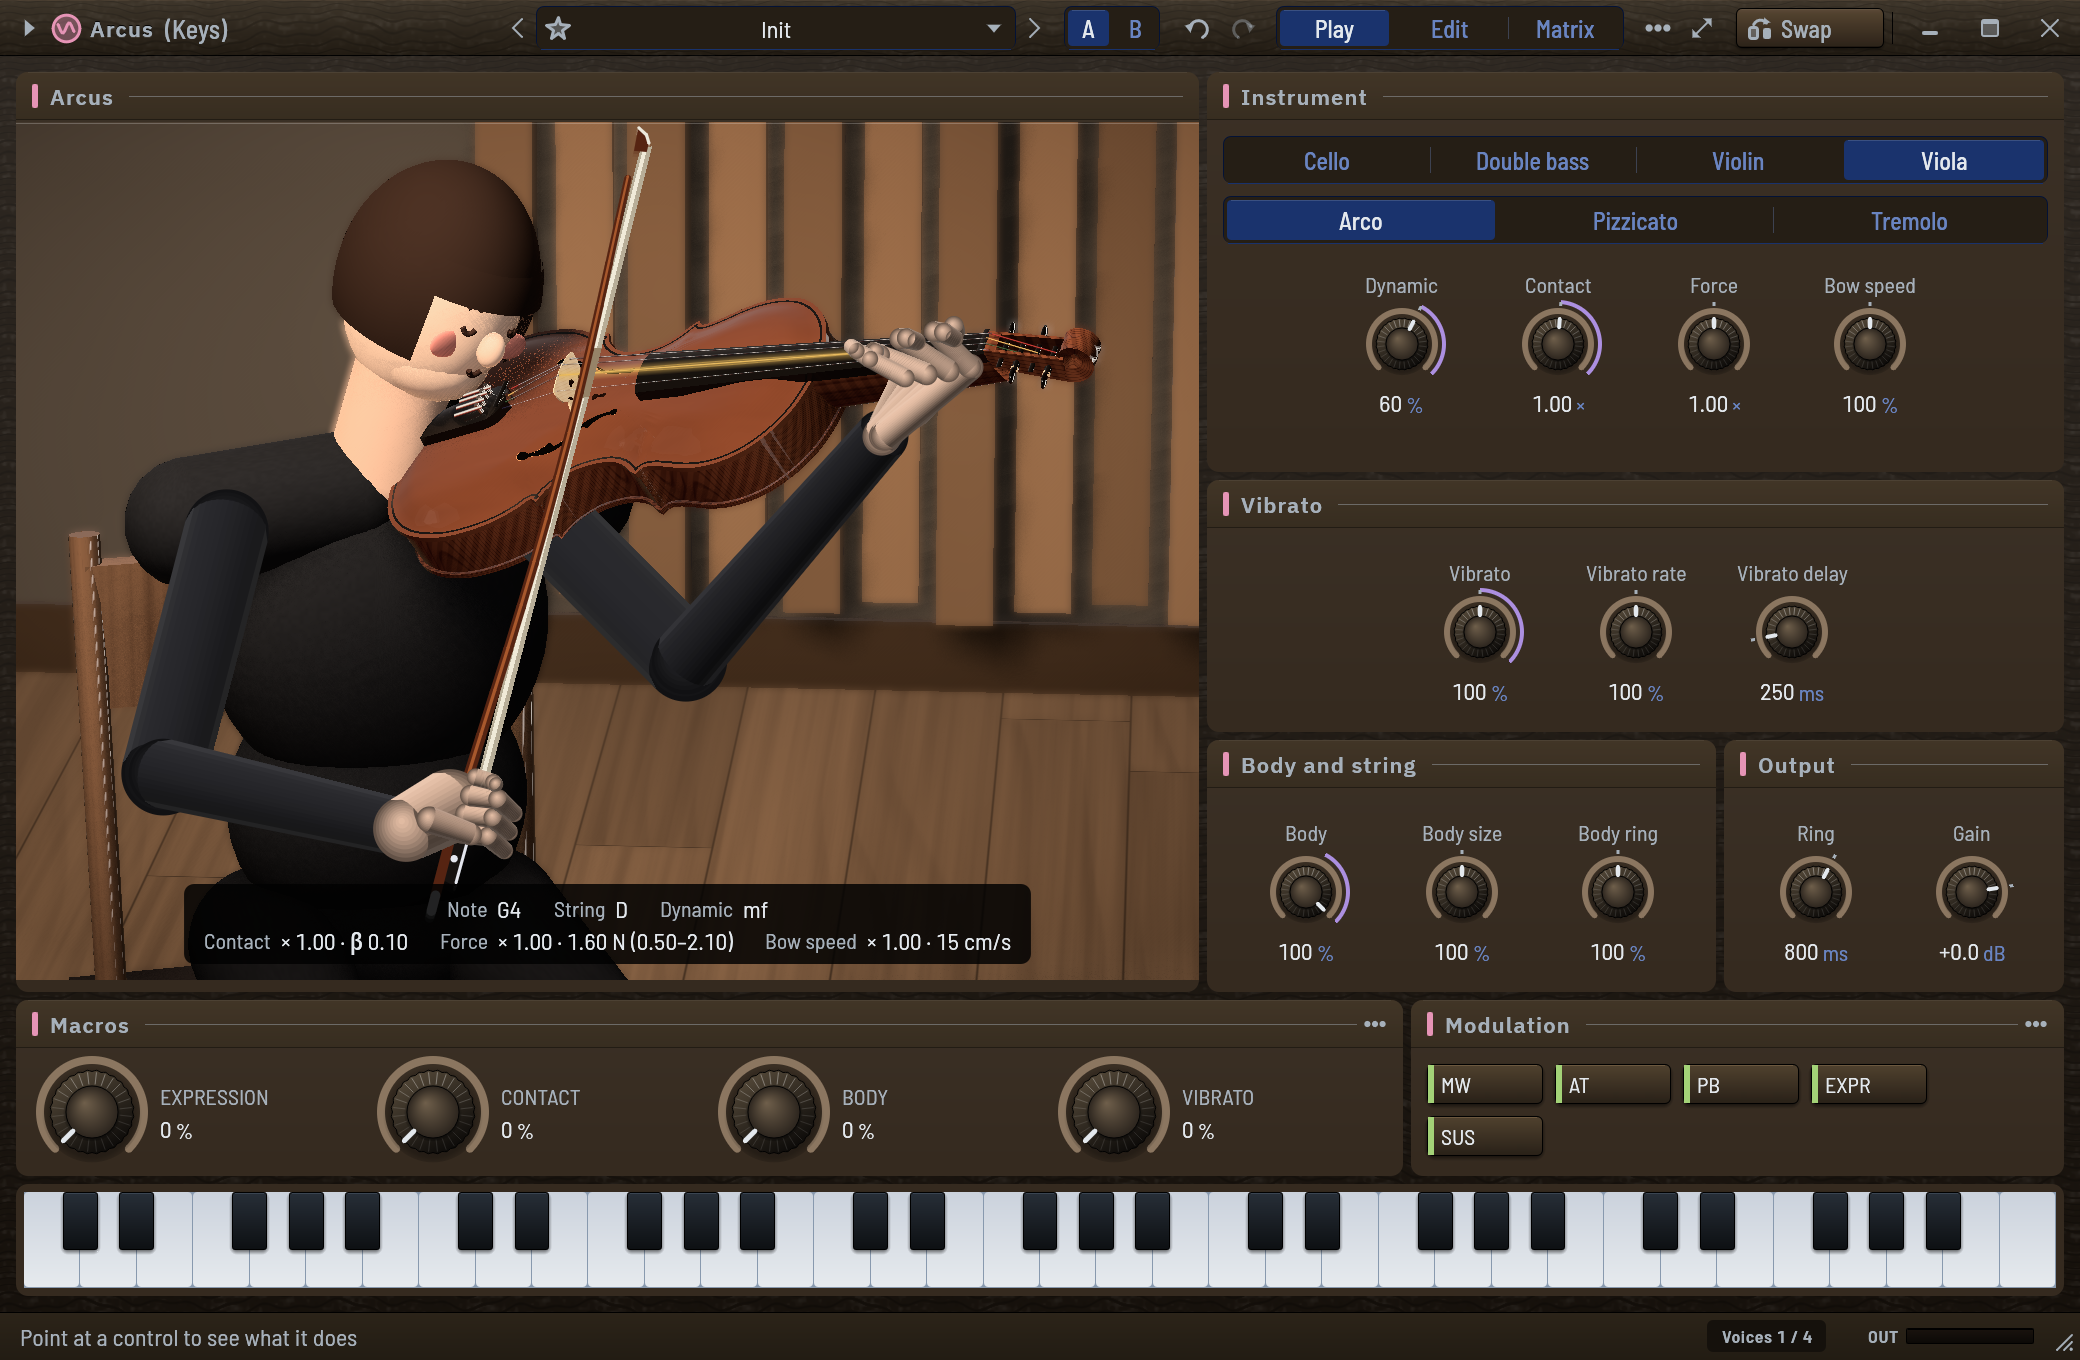 Arcus (Keys)
Init
A B
Play Edit Matrix
Swap
Arcus
Instrument
Cello Double bass Violin Viola
Arco Pizzicato Tremolo
Dynamic Contact Force Bow speed
60 % 1.00 × 1.00 × 100 %
Vibrato
Vibrato Vibrato rate Vibrato delay
100 % 100 % 250 ms
Body and string
Body Body size Body ring
100 % 100 % 100 %
Output
Ring Gain
800 ms +0.0 dB
Note G4 String D Dynamic mf
Contact × 1.00 · β 0.10 Force × 1.00 · 1.60 N (0.50–2.10) Bow speed × 1.00 · 15 cm/s
Macros
EXPRESSION CONTACT BODY VIBRATO
0 % 0 % 0 % 0 %
Modulation
MW AT PB EXPR
SUS
Point at a control to see what it does
Voices 1 / 4 OUT